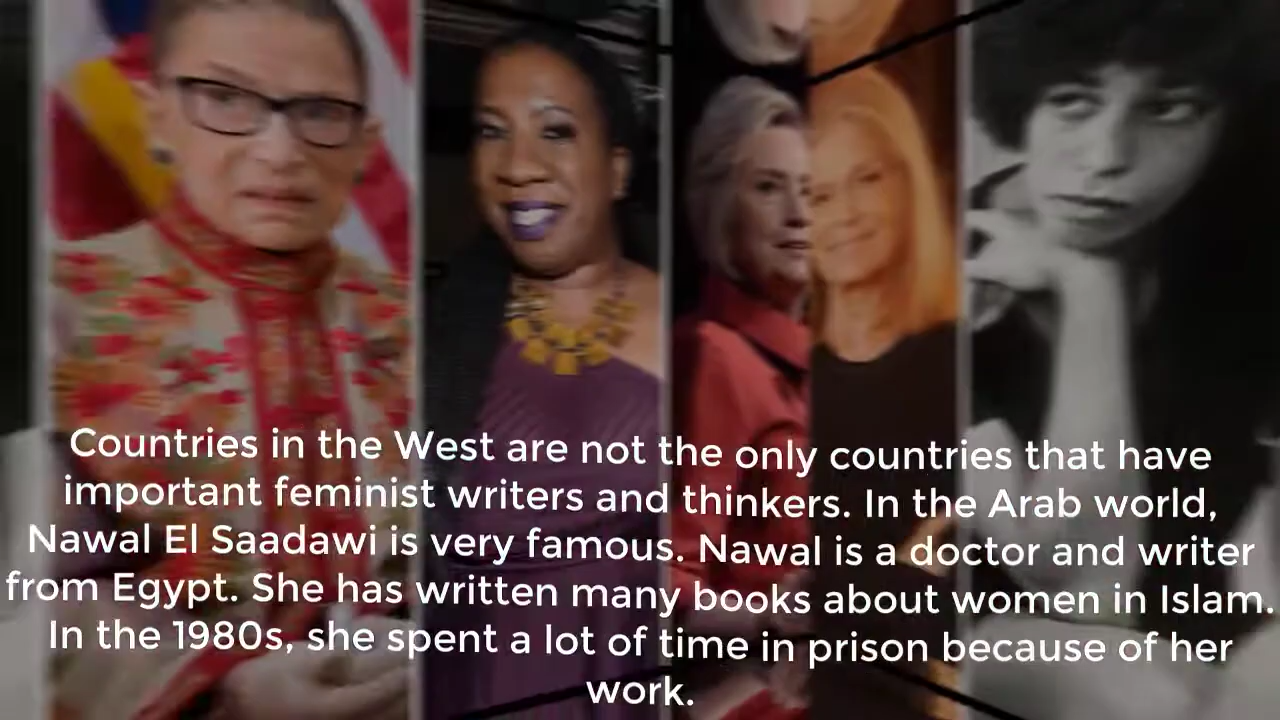 Countries in the West are not the only countries that have
important feminist writers and thinkers. In the Arab world,
Nawal El Saadawi is very famous. Nawal is a doctor and writer
from Egypt. She has written many books about women in Islam.
In the 1980s, she spent a lot of time in prison because of her
work.